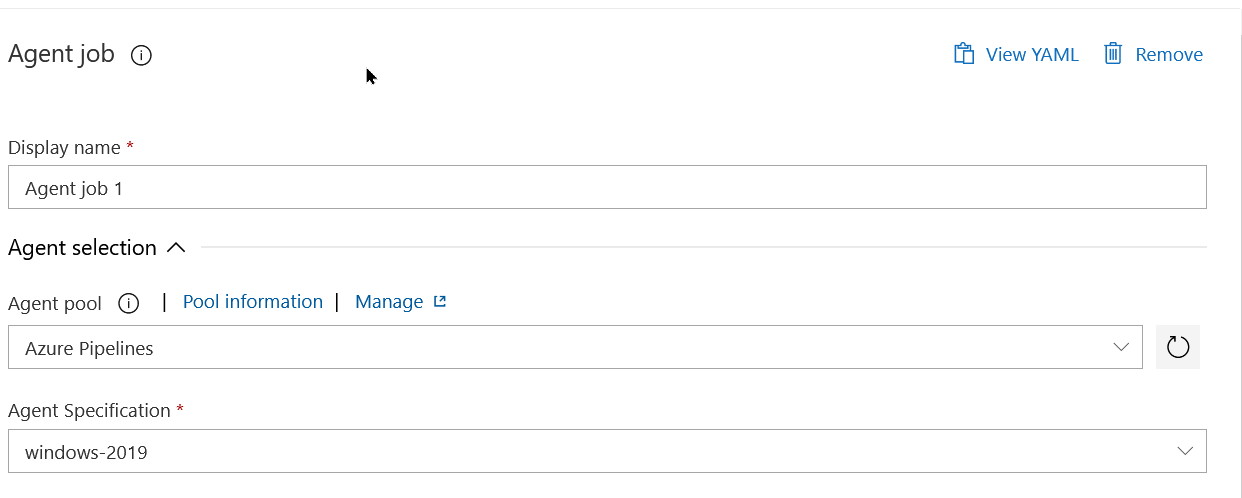 Agent job
View YAML Remove
Display name *
Agent job 1
Agent selection
Agent pool | Pool information | Manage
Azure Pipelines
Agent Specification *
windows-2019